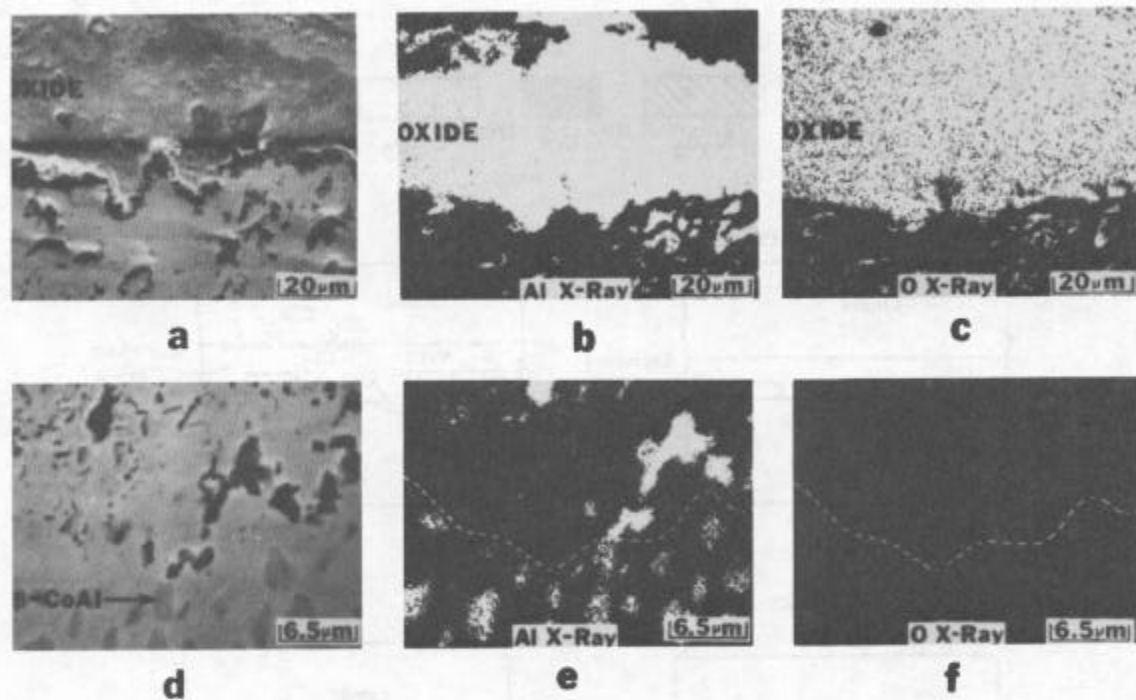 OXIDE
20μm
OXIDE
Al X-Ray
20μm
OXIDE
O X-Ray
20μm
a
b
c
β-CoAl
6.5μm
Al X-Ray
6.5μm
O X-Ray
6.5μm
d
e
f